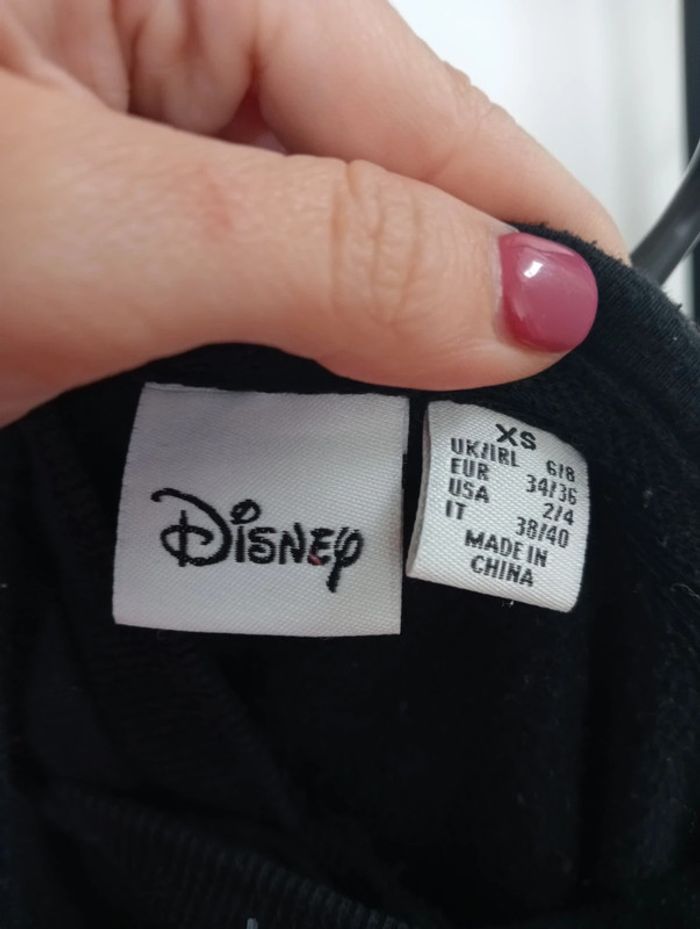 Disney
XS
UK/IRL 6/8
EUR 34/36
USA 2/4
IT 38/40
MADE IN
CHINA